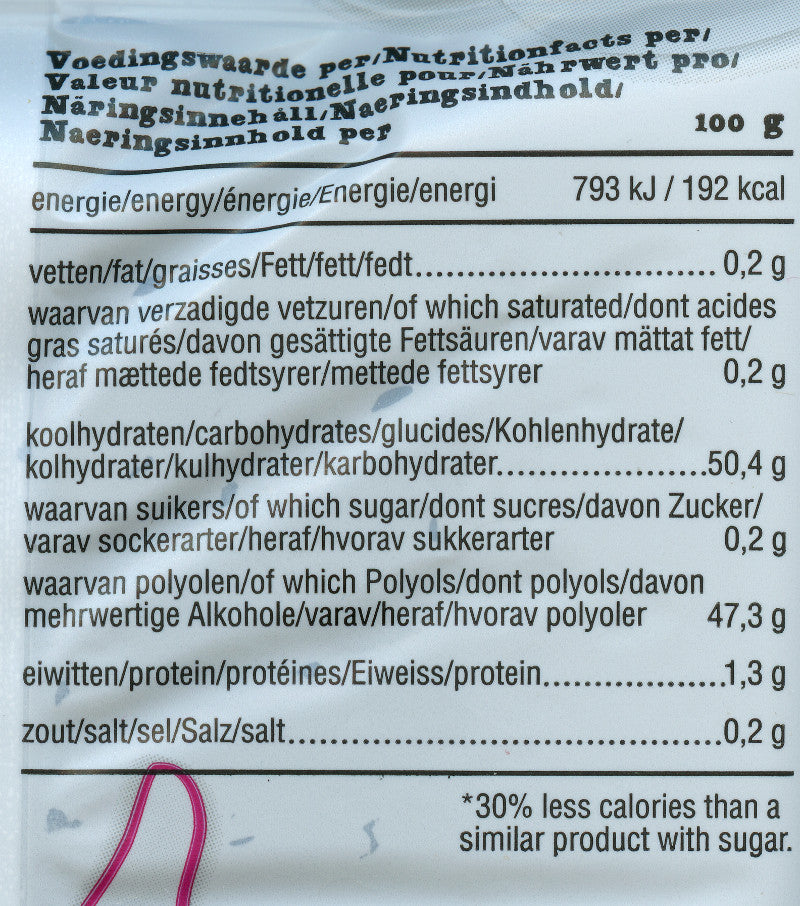 Voedingswaarde per/Nutritionfacts per/
Valeur nutritionelle pour/Nährwert pro/
Näringsinnehåll/Naeringsindhold/
Naeringsinnhold per 100 g
energie/energy/énergie/Energie/energi 793 kJ / 192 kcal
vetten/fat/graisses/Fett/fett/fedt.............................. 0,2 g
waarvan verzadigde vetzuren/of which saturated/dont acides
gras saturés/davon gesättigte Fettsäuren/varav mättat fett/
heraf mættede fedtsyrer/mettede fettsyrer 0,2 g
koolhydraten/carbohydrates/glucides/Kohlenhydrate/
kolhydrater/kulhydrater/karbohydrater.....................50,4 g
waarvan suikers/of which sugar/dont sucres/davon Zucker/
varav sockerarter/heraf/hvorav sukkerarter 0,2 g
waarvan polyolen/of which Polyols/dont polyols/davon
mehrwertige Alkohole/varav/heraf/hvorav polyoler 47,3 g
eiwitten/protein/protéines/Eiweiss/protein..................1,3 g
zout/salt/sel/Salz/salt...........................................0,2 g
*30% less calories than a
similar product with sugar.